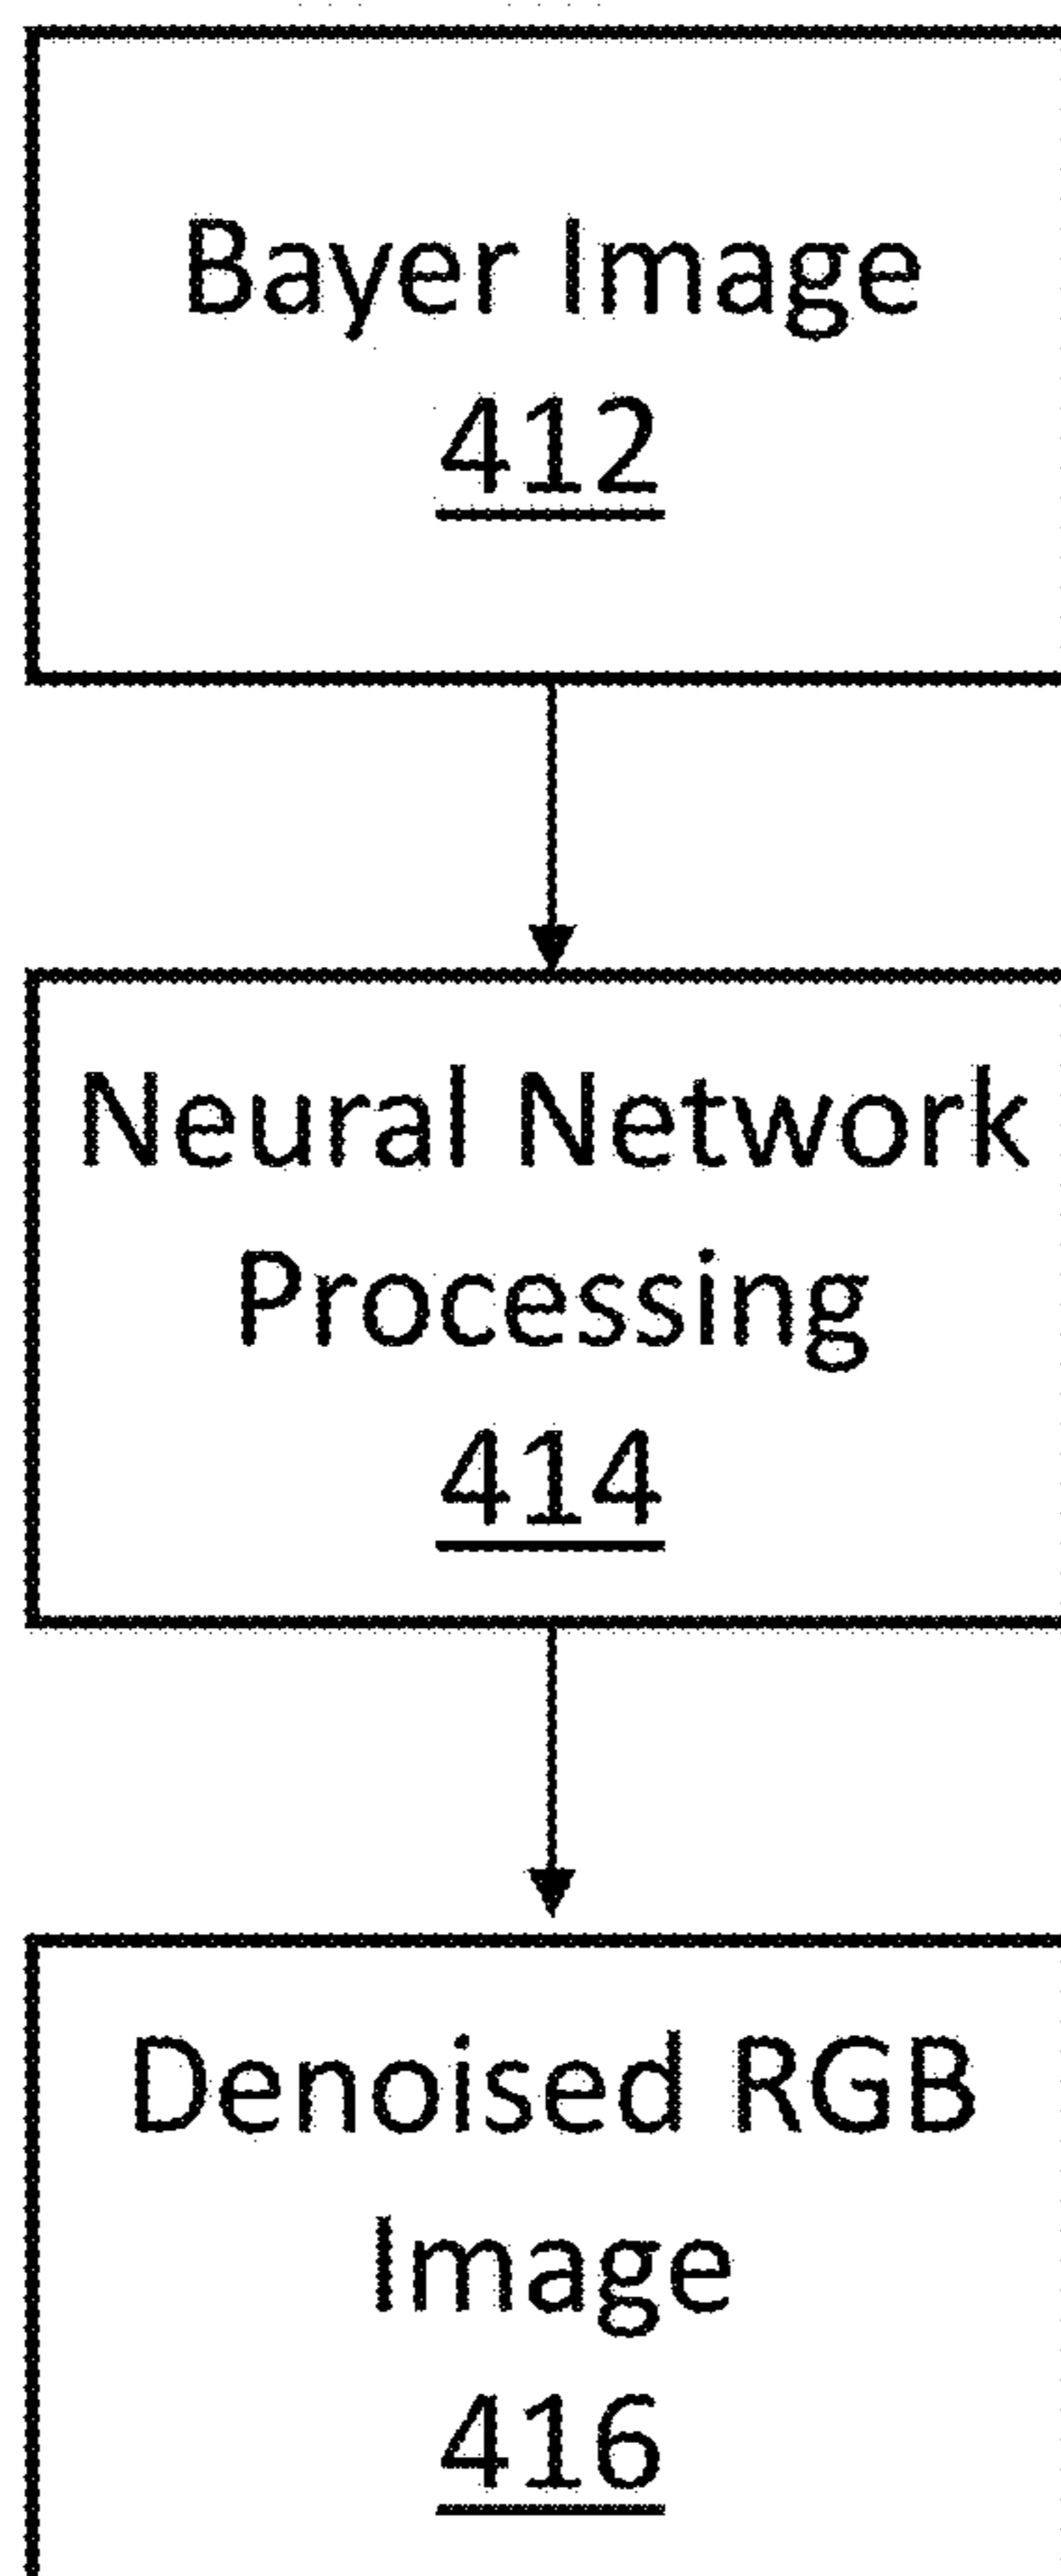 Bayer Image
412
Neural Network
Processing
414
Denoised RGB
Image
416